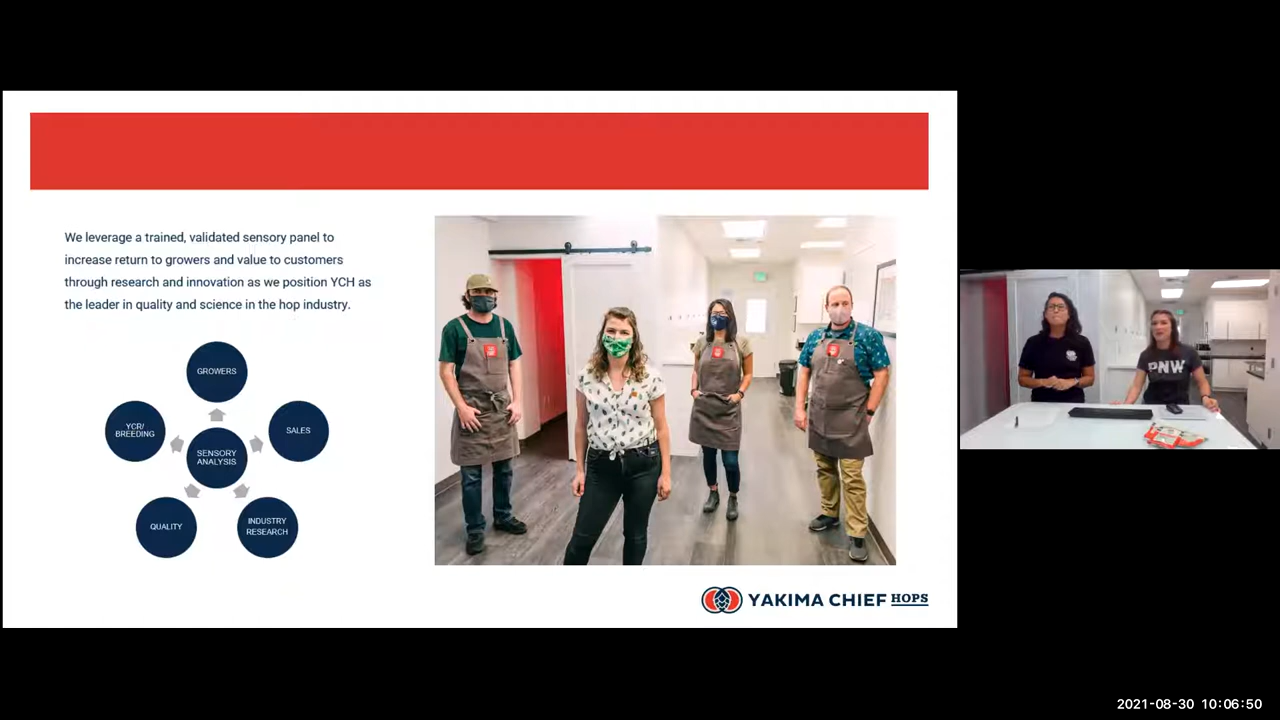 We leverage a trained, validated sensory panel to
increase return to growers and value to customers
through research and innovation as we position YCH as
the leader in quality and science in the hop industry.
GROWERS
YCR/
BREEDING
SALES
SENSORY
ANALYSIS
QUALITY
INDUSTRY
RESEARCH
YAKIMA CHIEF HOPS
PNW
2021-08-30 10:06:50